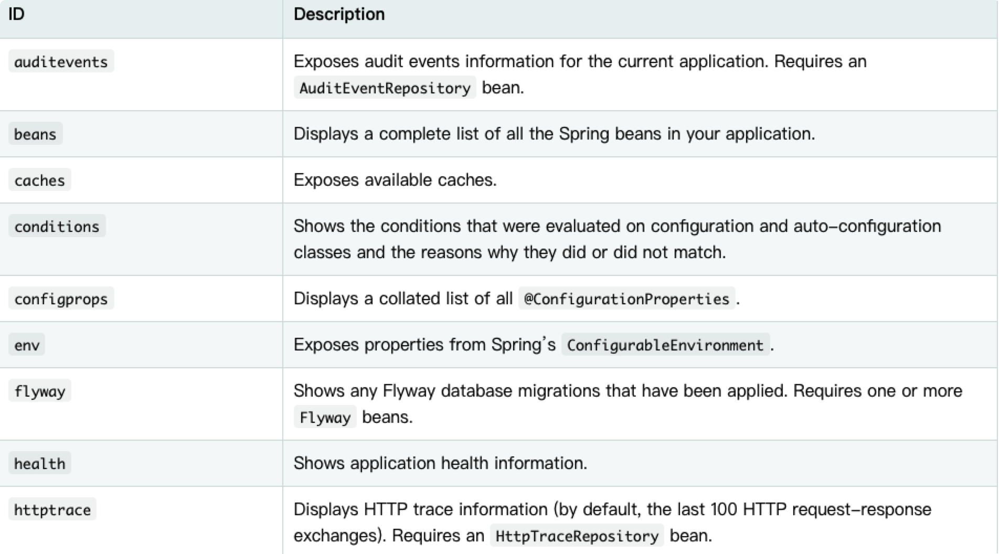 ID Description
auditevents Exposes audit events information for the current application. Requires an
AuditEventRepository bean.
beans Displays a complete list of all the Spring beans in your application.
caches Exposes available caches.
conditions Shows the conditions that were evaluated on configuration and auto–configuration
classes and the reasons why they did or did not match.
configprops Displays a collated list of all @ConfigurationProperties .
env Exposes properties from Spring’s ConfigurableEnvironment .
flyway Shows any Flyway database migrations that have been applied. Requires one or more
Flyway beans.
health Shows application health information.
httptrace Displays HTTP trace information (by default, the last 100 HTTP request–response
exchanges). Requires an HttpTraceRepository bean.